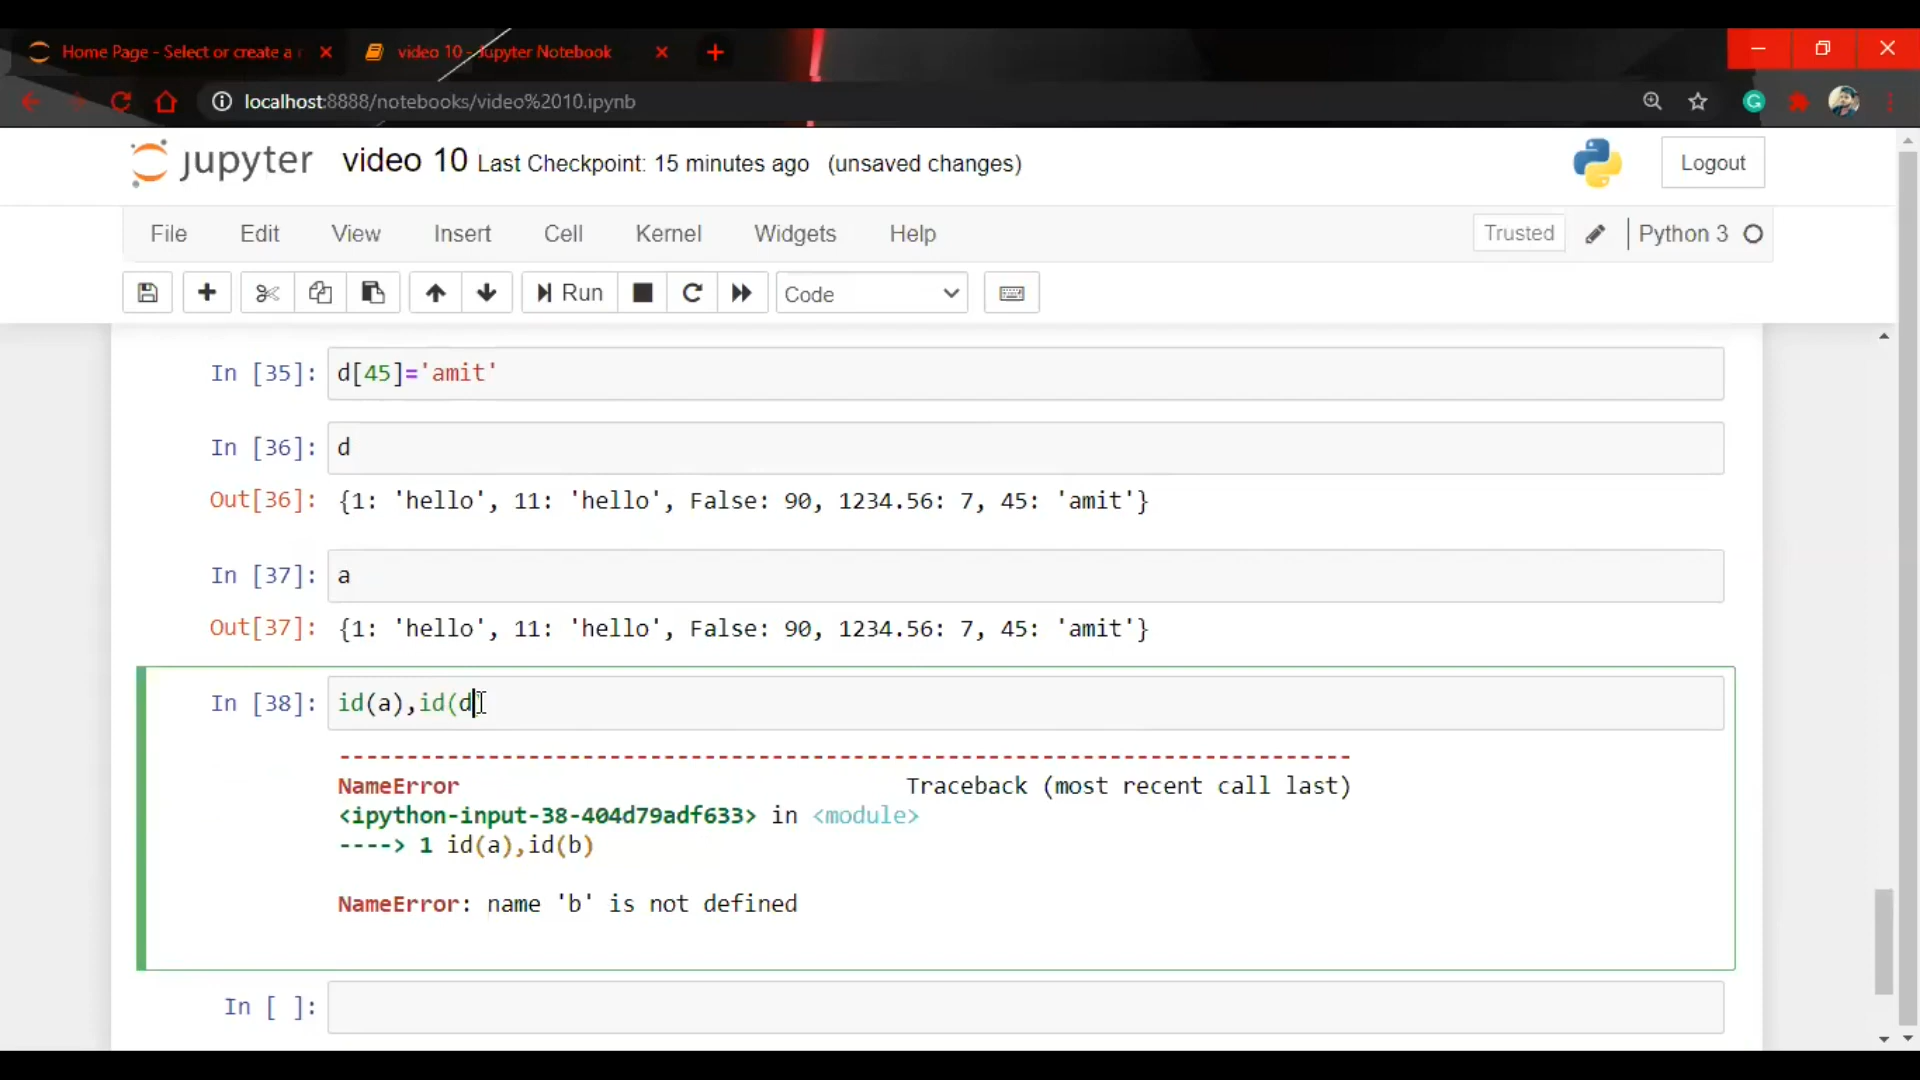 Home Page - Select or create a r
video 10 - Jupyter Notebook
localhost:8888/notebooks/video%2010.ipynb
jupyter video 10 Last Checkpoint: 15 minutes ago (unsaved changes)
Logout
File Edit View Insert Cell Kernel Widgets Help
Trusted Python 3
Run Code
In [35]: d[45]='amit'
In [36]: d
Out[36]: {1: 'hello', 11: 'hello', False: 90, 1234.56: 7, 45: 'amit'}
In [37]: a
Out[37]: {1: 'hello', 11: 'hello', False: 90, 1234.56: 7, 45: 'amit'}
In [38]: id(a),id(d
---------------------------------------------------------------------------
NameError Traceback (most recent call last)
<ipython-input-38-404d79adf633> in <module>
----> 1 id(a),id(b)
NameError: name 'b' is not defined
In [ ]: